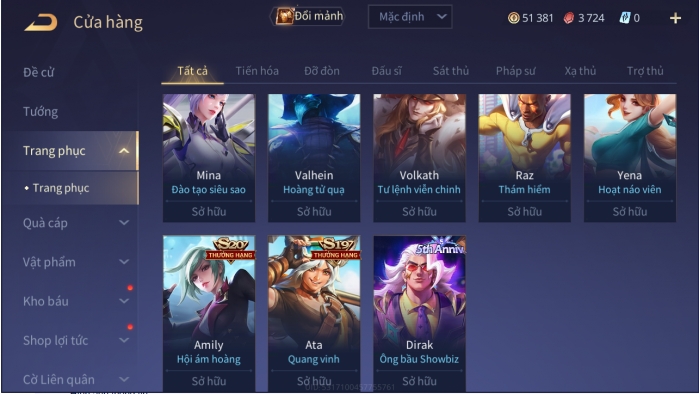 Cửa hàng
Đổi mảnh
Mặc định
51 381
3 724
0
Đề cử
Tướng
Trang phục
Trang phục
Quà cáp
Vật phẩm
Kho báu
Shop lợi tức
Cờ Liên quân
Tất cả Tiến hóa Đỡ đòn Đấu sĩ Sát thủ Pháp sư Xạ thủ Trợ thủ
Mina
Đào tạo siêu sao
Sở hữu
Valhein
Hoàng tử quạ
Sở hữu
Volkath
Tư lệnh viễn chinh
Sở hữu
Raz
Thám hiểm
Sở hữu
Yena
Hoạt náo viên
Sở hữu
S20
THƯỞNG HẠNG
Amily
Hội ám hoàng
Sở hữu
S19
THƯỞNG HẠNG
Ata
Quang vinh
Sở hữu
5th Anniv
Dirak
Ông bầu Showbiz
Sở hữu